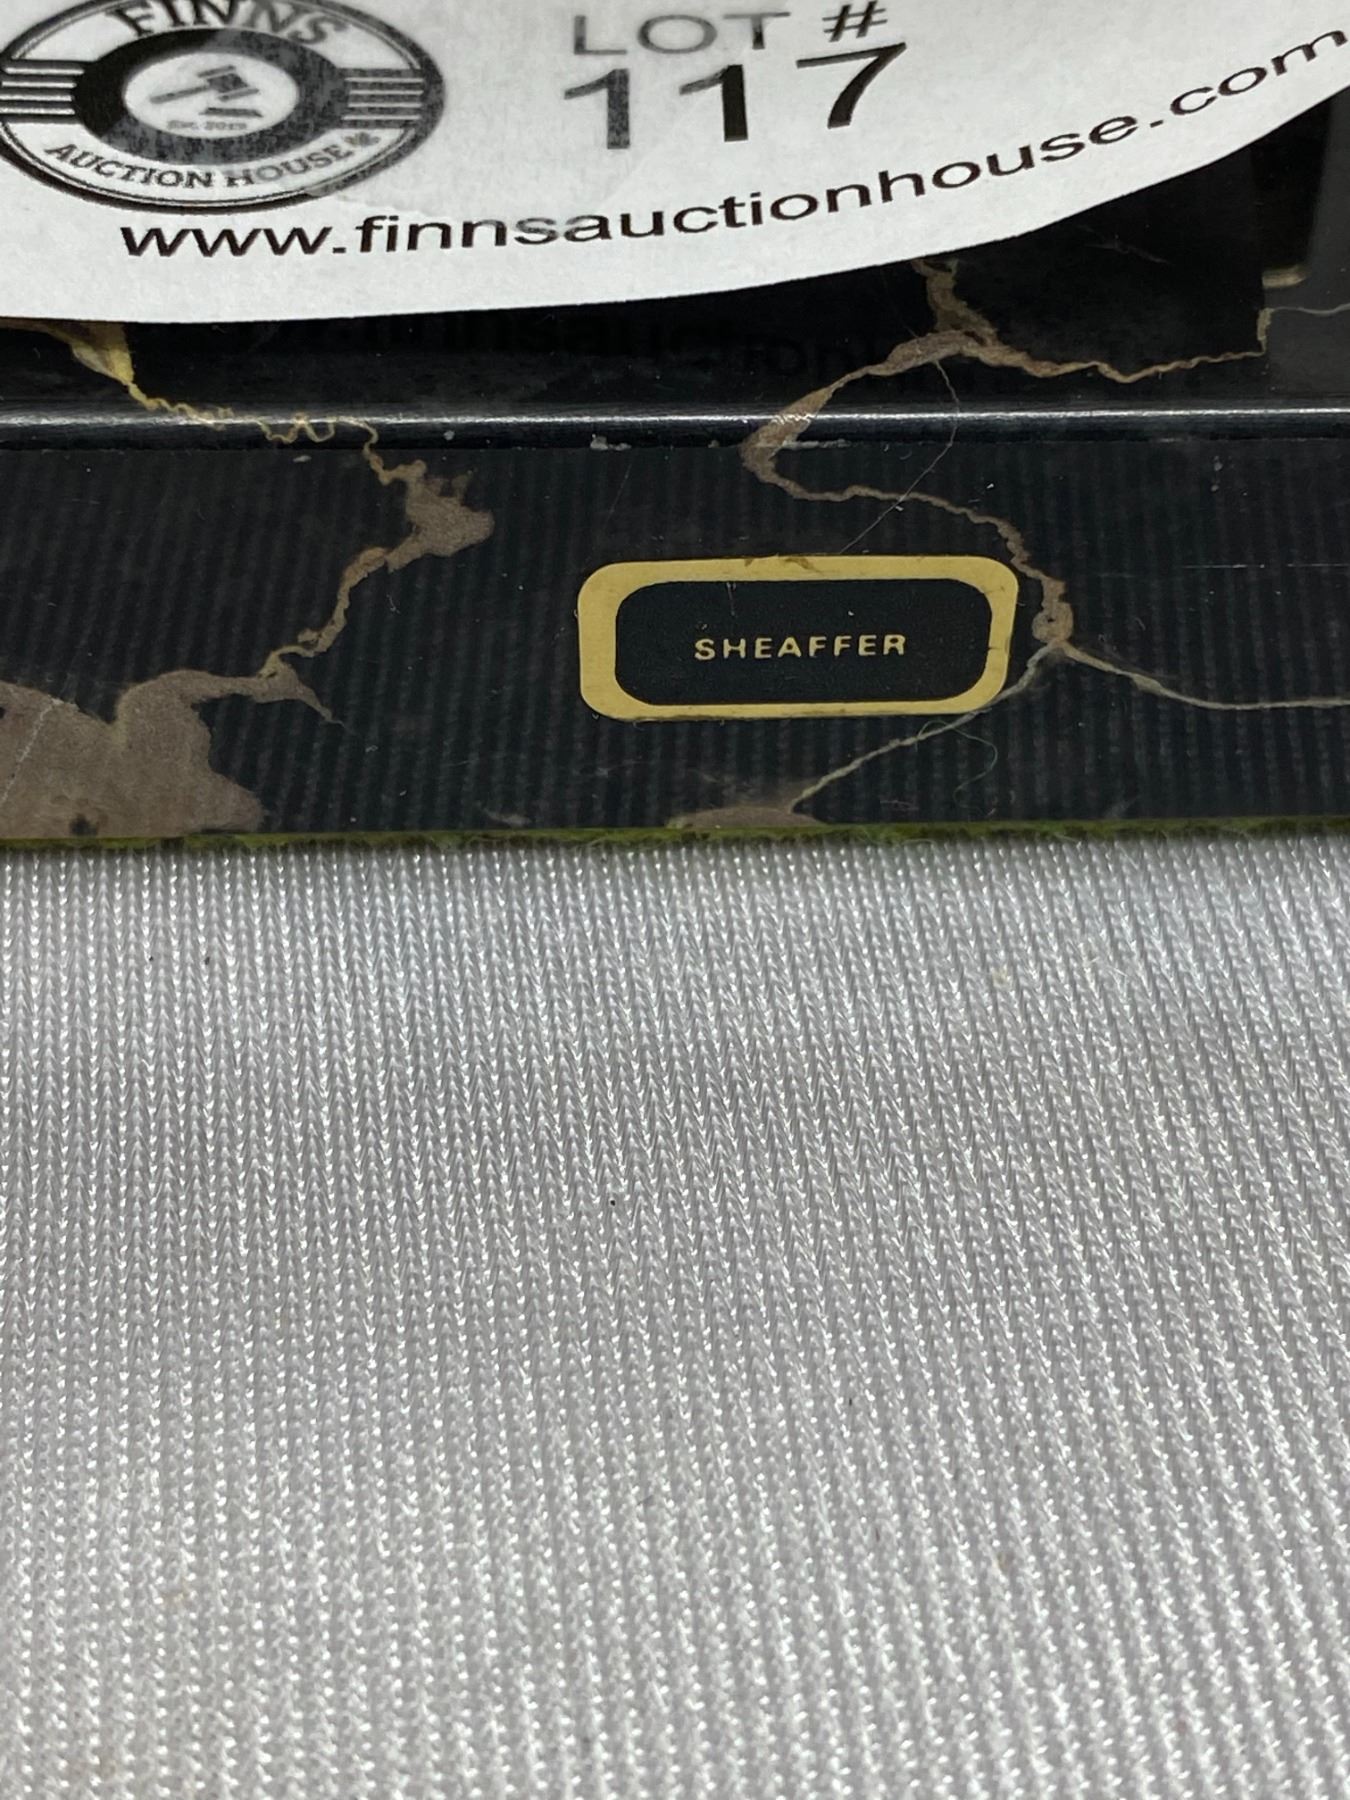 FINNS
EST. 2019
AUCTION HOUSE
LOT #
117
www.finnsauctionhouse.com
SHEAFFER